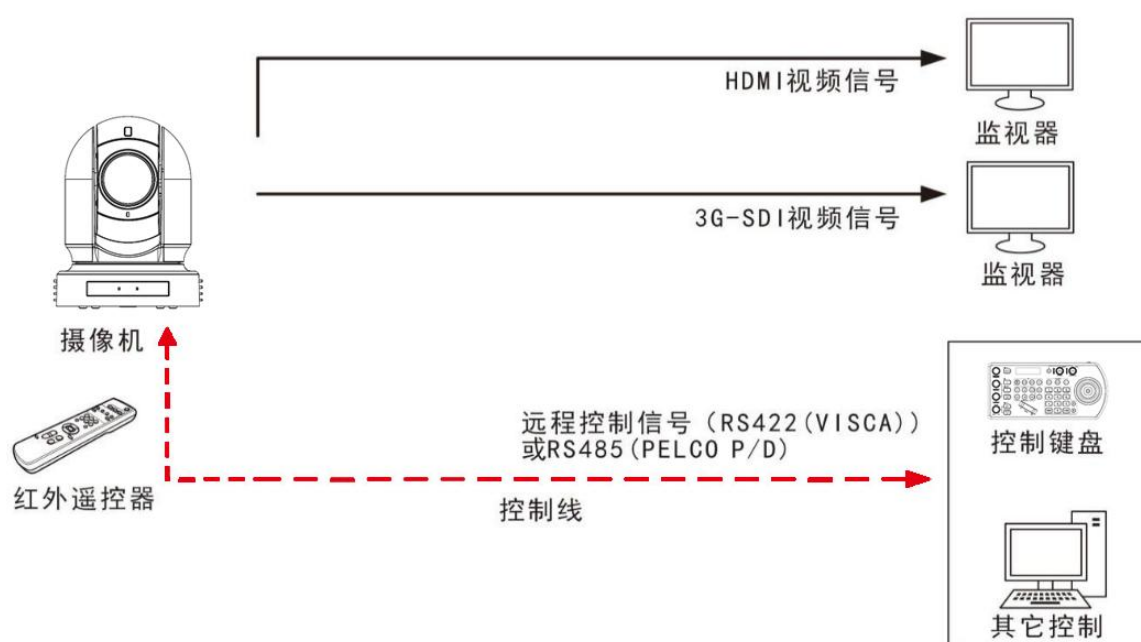 HDMI视频信号
监视器
3G-SDI视频信号
监视器
摄像机
远程控制信号（RS422(VISCA)）
或RS485(PELCO P/D)
控制键盘
红外遥控器
控制线
其它控制